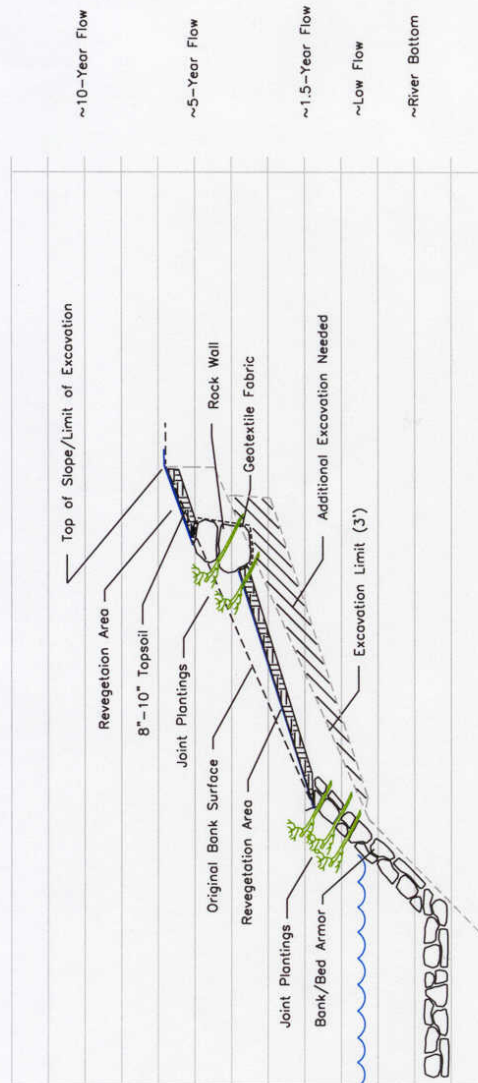 ~10-Year Flow
~5-Year Flow
~1.5-Year Flow
~Low Flow
~River Bottom
Top of Slope/Limit of Excavation
Revegetaion Area
8"-10" Topsoil
Joint Plantings
Original Bank Surface
Revegetation Area
Joint Plantings
Bank/Bed Armor
Rock Wall
Geotextile Fabric
Additional Excavation Needed
Excavation Limit (3')